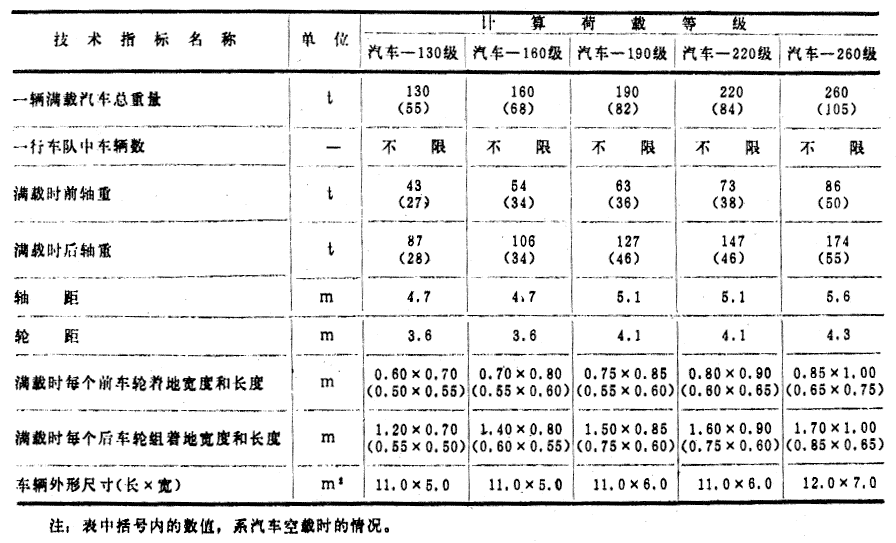 技术指标名称 单位 计算荷载等级
汽车—130级 汽车—160级 汽车—190级 汽车—220级 汽车—260级
一辆满载汽车总重量 t 130 160 190 220 260
(55) (68) (82) (84) (105)
一行车队中车辆数 — 不限 不限 不限 不限 不限
满载时前轴重 t 43 54 63 73 86
(27) (34) (36) (38) (50)
满载时后轴重 t 87 106 127 147 174
(28) (34) (46) (46) (55)
轴距 m 4.7 4.7 5.1 5.1 5.6
轮距 m 3.6 3.6 4.1 4.1 4.3
满载时每个前车轮着地宽度和长度 m 0.60×0.70 0.70×0.80 0.75×0.85 0.80×0.90 0.85×1.00
(0.50×0.55) (0.55×0.60) (0.55×0.60) (0.60×0.65) (0.65×0.75)
满载时每个后车轮组着地宽度和长度 m 1.20×0.70 1.40×0.80 1.50×0.85 1.60×0.90 1.70×1.00
(0.55×0.50) (0.60×0.55) (0.75×0.60) (0.75×0.60) (0.85×0.65)
车辆外形尺寸(长×宽) m² 11.0×5.0 11.0×5.0 11.0×6.0 11.0×6.0 12.0×7.0
注：表中括号内的数值，系汽车空载时的情况。